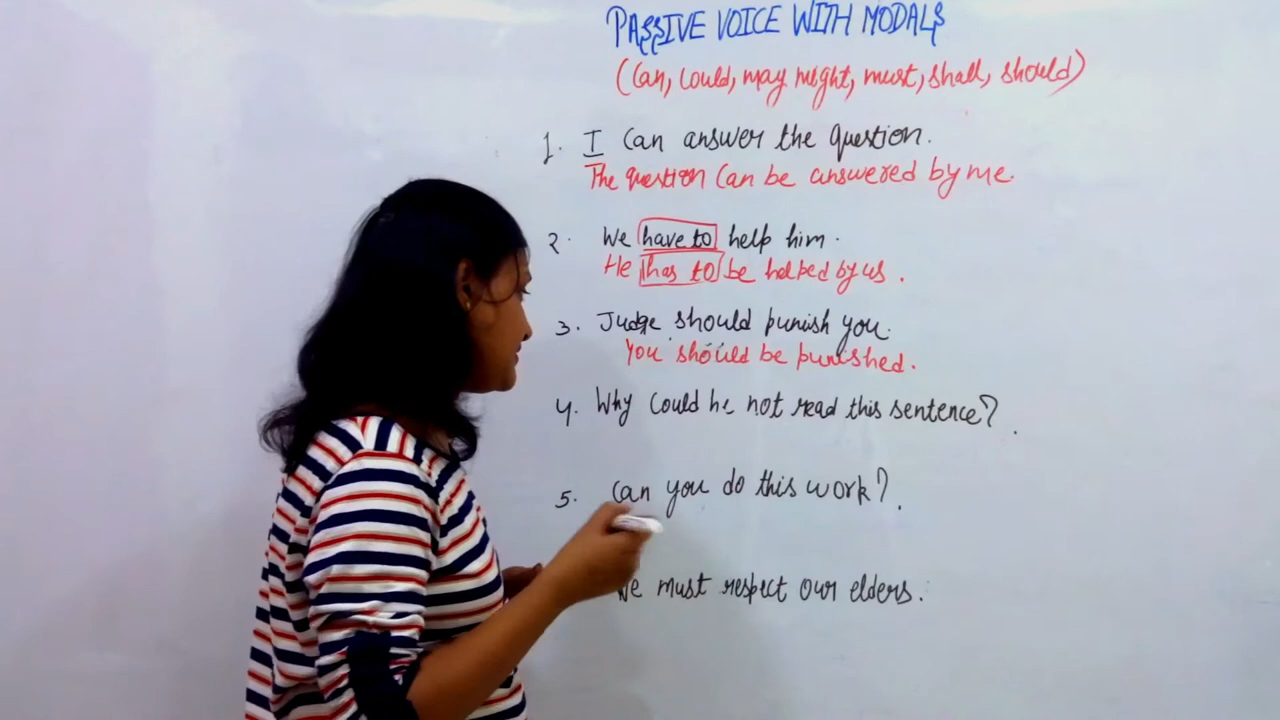 PASSIVE VOICE WITH MODALS
(Can, Could, may might, must, shall, should)
1. I Can answer the question.
The question Can be answered by me.
2. We have to help him.
He has to be helped by us.
3. Judge should punish you.
You should be punished.
4. Why Could he not read this sentence?
5. Can you do this work?
We must respect our elders.